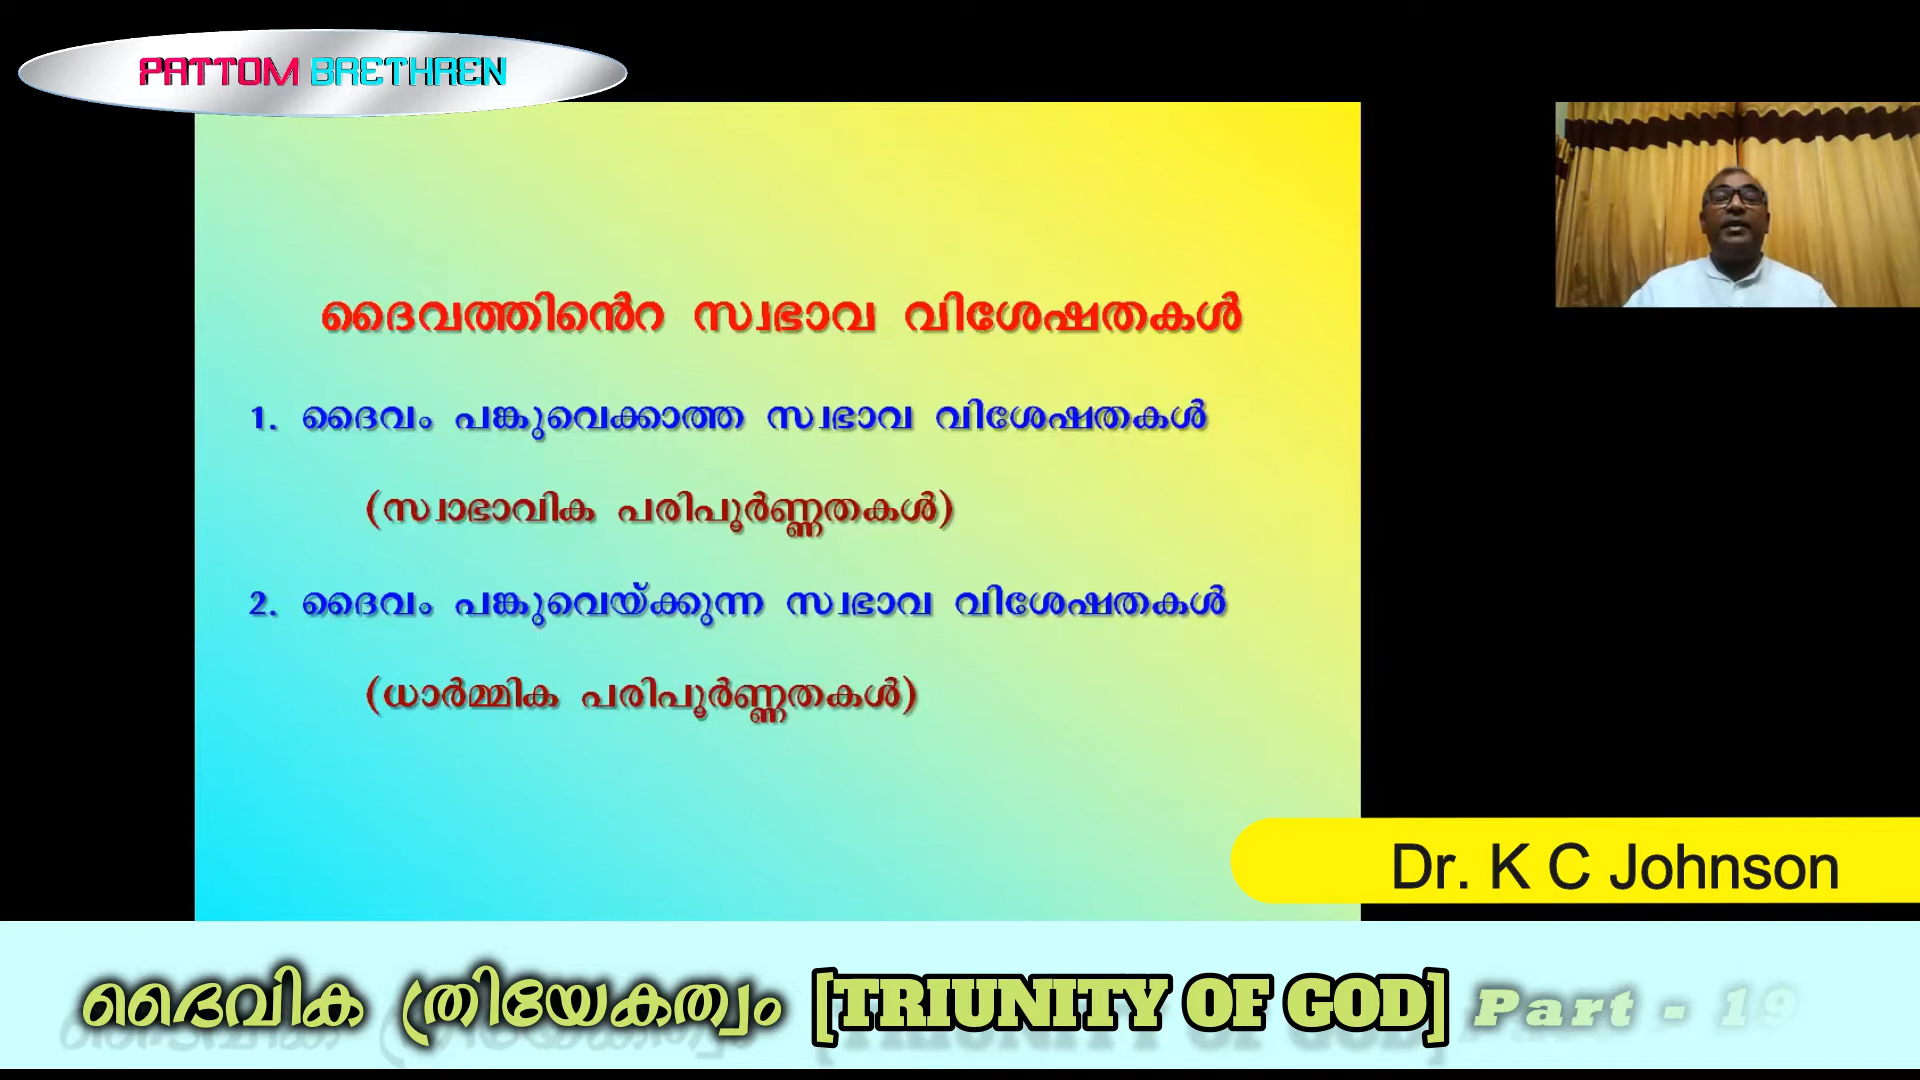 PATTOM BRETHREN
ദൈവത്തിൻെറ സ്വഭാവ വിശേഷതകൾ
1. ദൈവം പങ്കുവെക്കാത്ത സ്വഭാവ വിശേഷതകൾ
(സ്വാഭാവിക പരിപൂർണ്ണതകൾ)
2. ദൈവം പങ്കുവെയ്ക്കുന്ന സ്വഭാവ വിശേഷതകൾ
(ധാർമ്മിക പരിപൂർണ്ണതകൾ)
Dr. K C Johnson
ദൈവിക ത്രിയേകത്വം [TRIUNITY OF GOD] Part - 19